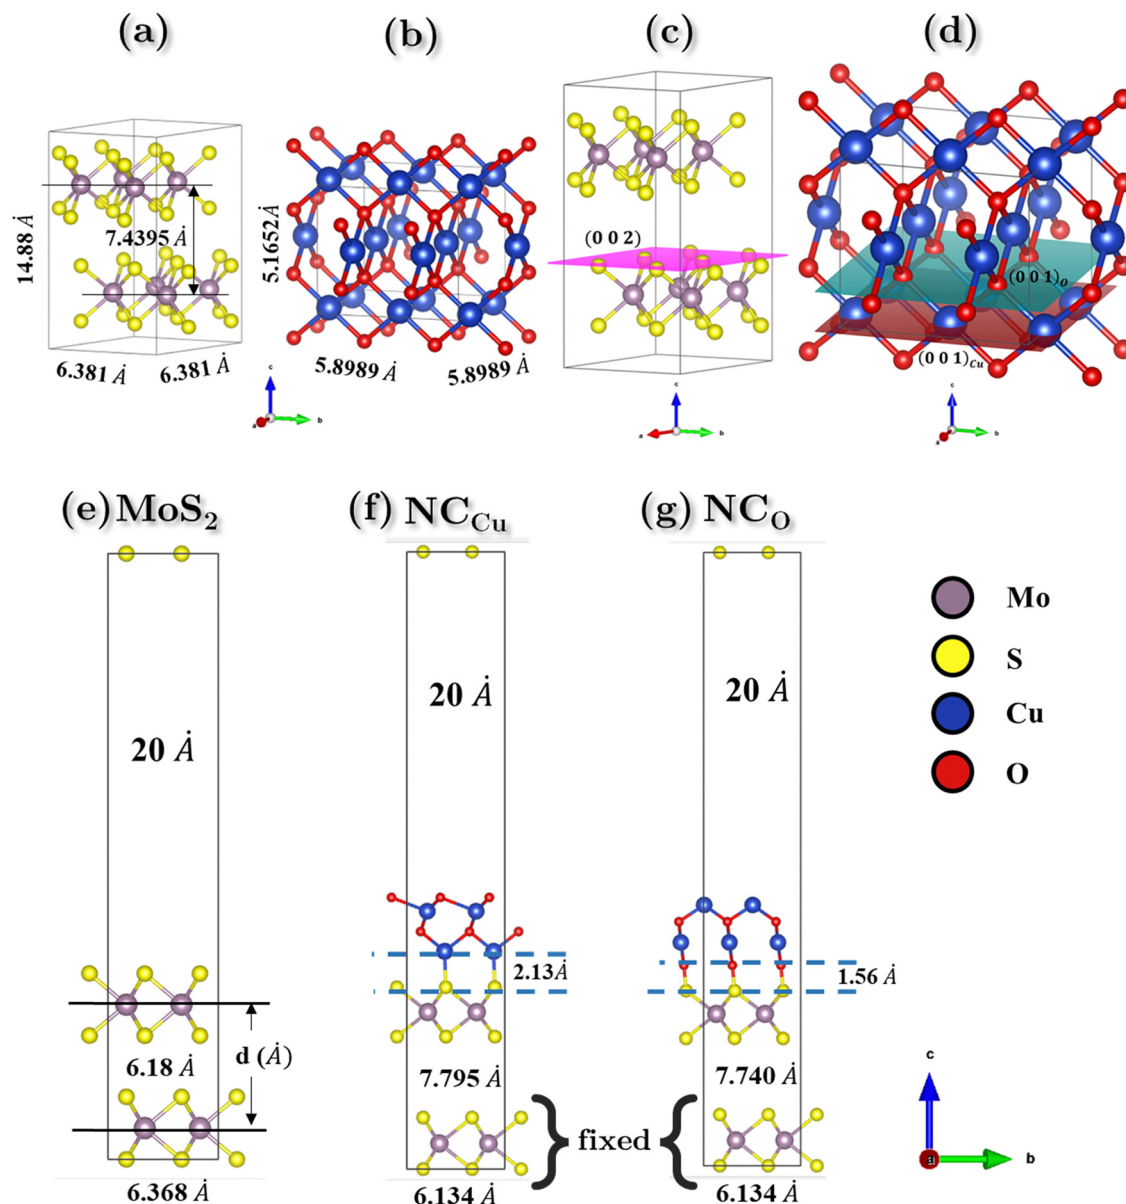 (a)
(b)
(c)
(d)
14.88 Å
7.4395 Å
6.381 Å
6.381 Å
5.1652Å
5.8989 Å
5.8989 Å
(0 0 2)
(0 0 1)O
(0 0 1)Cu
c
a
b
c
a
b
c
a
b
(e) MoS2
(f) NCCu
(g) NCO
20 Å
20 Å
20 Å
Mo
S
Cu
O
2.13Å
1.56 Å
d (Å)
6.18 Å
7.795 Å
7.740 Å
fixed
6.368 Å
6.134 Å
6.134 Å
c
a
b